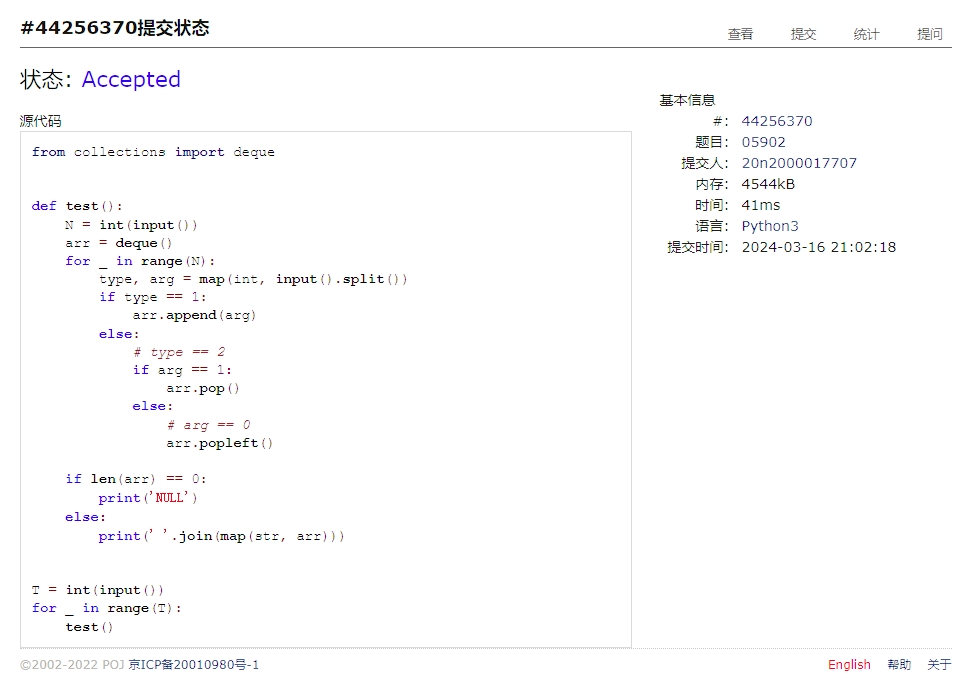 #44256370提交状态
查看 提交 统计 提问
状态: Accepted
源代码
from collections import deque
def test():
    N = int(input())
    arr = deque()
    for _ in range(N):
        type, arg = map(int, input().split())
        if type == 1:
            arr.append(arg)
        else:
            # type == 2
            if arg == 1:
                arr.pop()
            else:
                # arg == 0
                arr.popleft()
    if len(arr) == 0:
        print('NULL')
    else:
        print(' '.join(map(str, arr)))
T = int(input())
for _ in range(T):
    test()
基本信息
#: 44256370
题目: 05902
提交人: 20n2000017707
内存: 4544kB
时间: 41ms
语言: Python3
提交时间: 2024-03-16 21:02:18
©2002-2022 POJ 京ICP备20010980号-1
English 帮助 关于